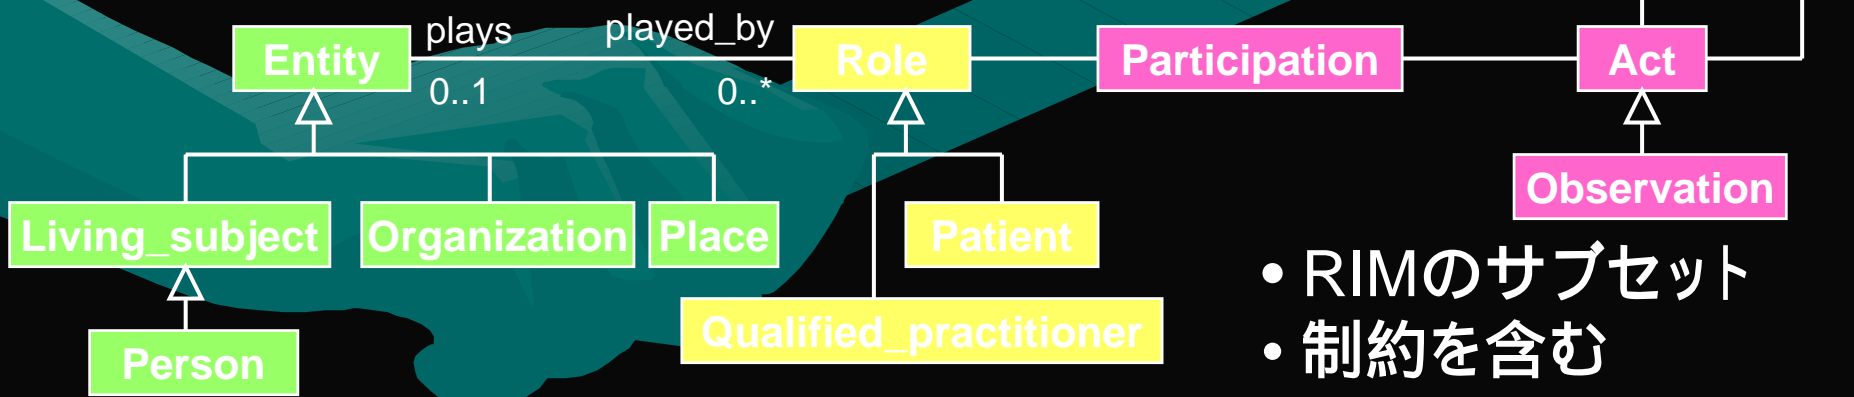 plays played_by
Entity Role Participation Act
0..1 0..*
Observation
Living_subject Organization Place Patient
Qualified_practitioner
Person
• RIMのサブセット
• 制約を含む